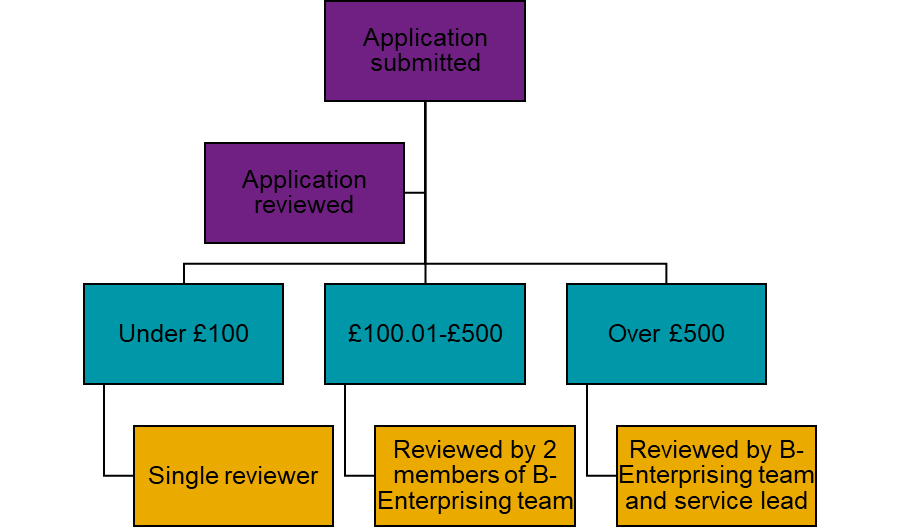 Application
submitted
Application
reviewed
Under £100
£100.01-£500
Over £500
Single reviewer
Reviewed by 2
members of B-
Enterprising team
Reviewed by B-
Enterprising team
and service lead